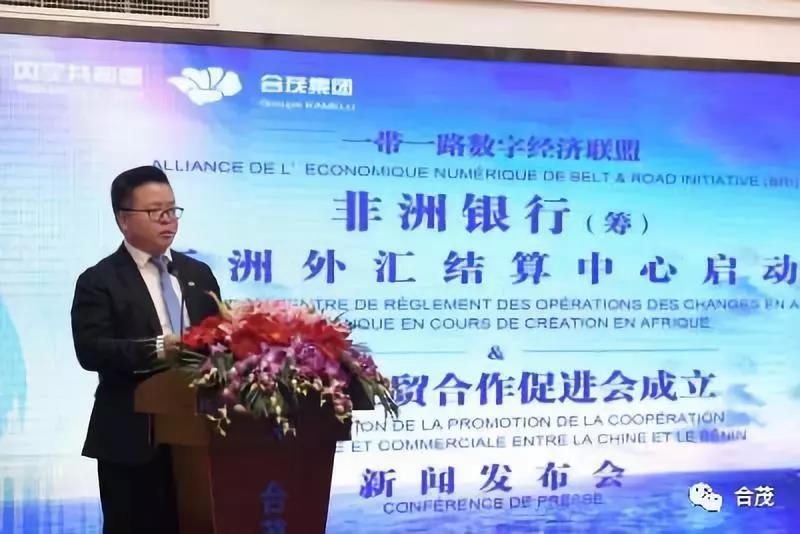 合茂集团
一带一路数字经济联盟
ALLIANCE DE L' ECONOMIQUE NUMÉRIQUE DE BELT & ROAD INITIATIVE (BRI)
非洲银行（筹）
洲外汇结算中心启动
CENTRE DE RÈGLEMENT DES OPÉRATIONS DES CHANGES EN A
IQUE EN COURS DE CRÉATION EN AFRIQUE
&
贸合作促进会成立
ION DE LA PROMOTION DE LA COOPÉRATION
E ET COMMERCIALE ENTRE LA CHINE ET LE BÉNIN
新闻发布会
CONFÉRENCE DE PRESSE
合茂
合茂